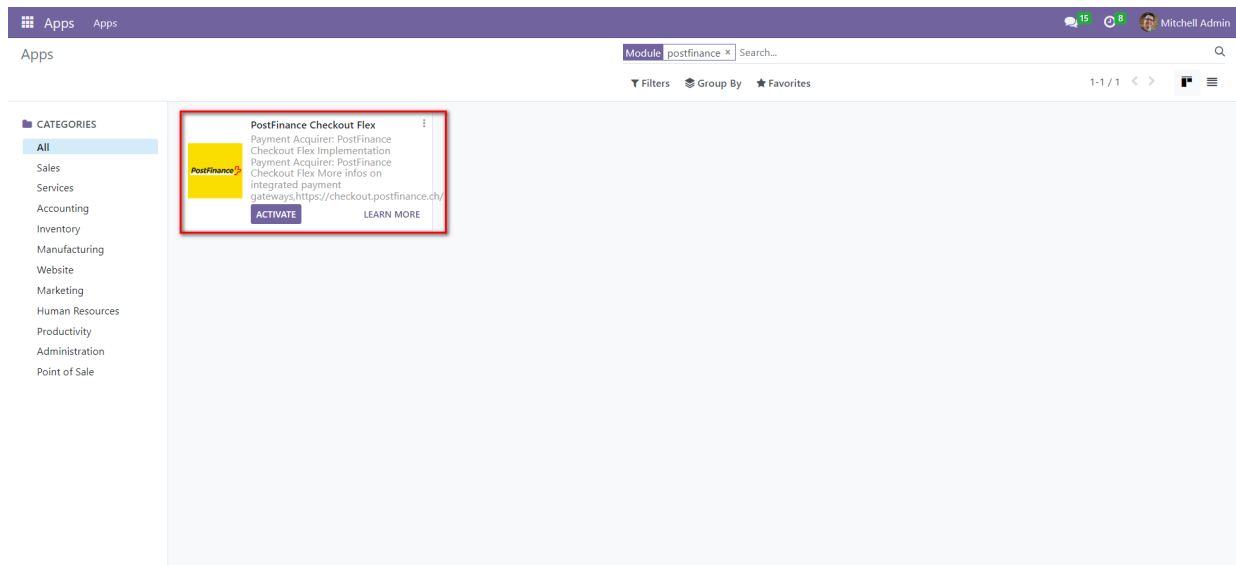 Apps Apps 15 8 Mitchell Admin
Apps
Module postfinance × Search...
Filters Group By Favorites 1-1 / 1
CATEGORIES
All
Sales
Services
Accounting
Inventory
Manufacturing
Website
Marketing
Human Resources
Productivity
Administration
Point of Sale
PostFinance
PostFinance Checkout Flex
Payment Acquirer: PostFinance
Checkout Flex Implementation
Payment Acquirer: PostFinance
Checkout Flex More infos on
integrated payment
gateways,https://checkout.postfinance.ch/
ACTIVATE LEARN MORE